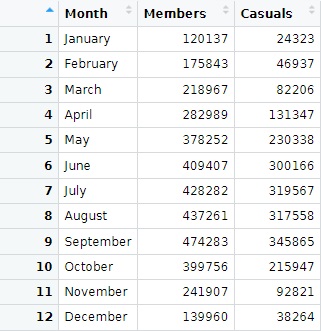 Month Members Casuals
1 January 120137 24323
2 February 175843 46937
3 March 218967 82206
4 April 282989 131347
5 May 378252 230338
6 June 409407 300166
7 July 428282 319567
8 August 437261 317558
9 September 474283 345865
10 October 399756 215947
11 November 241907 92821
12 December 139960 38264